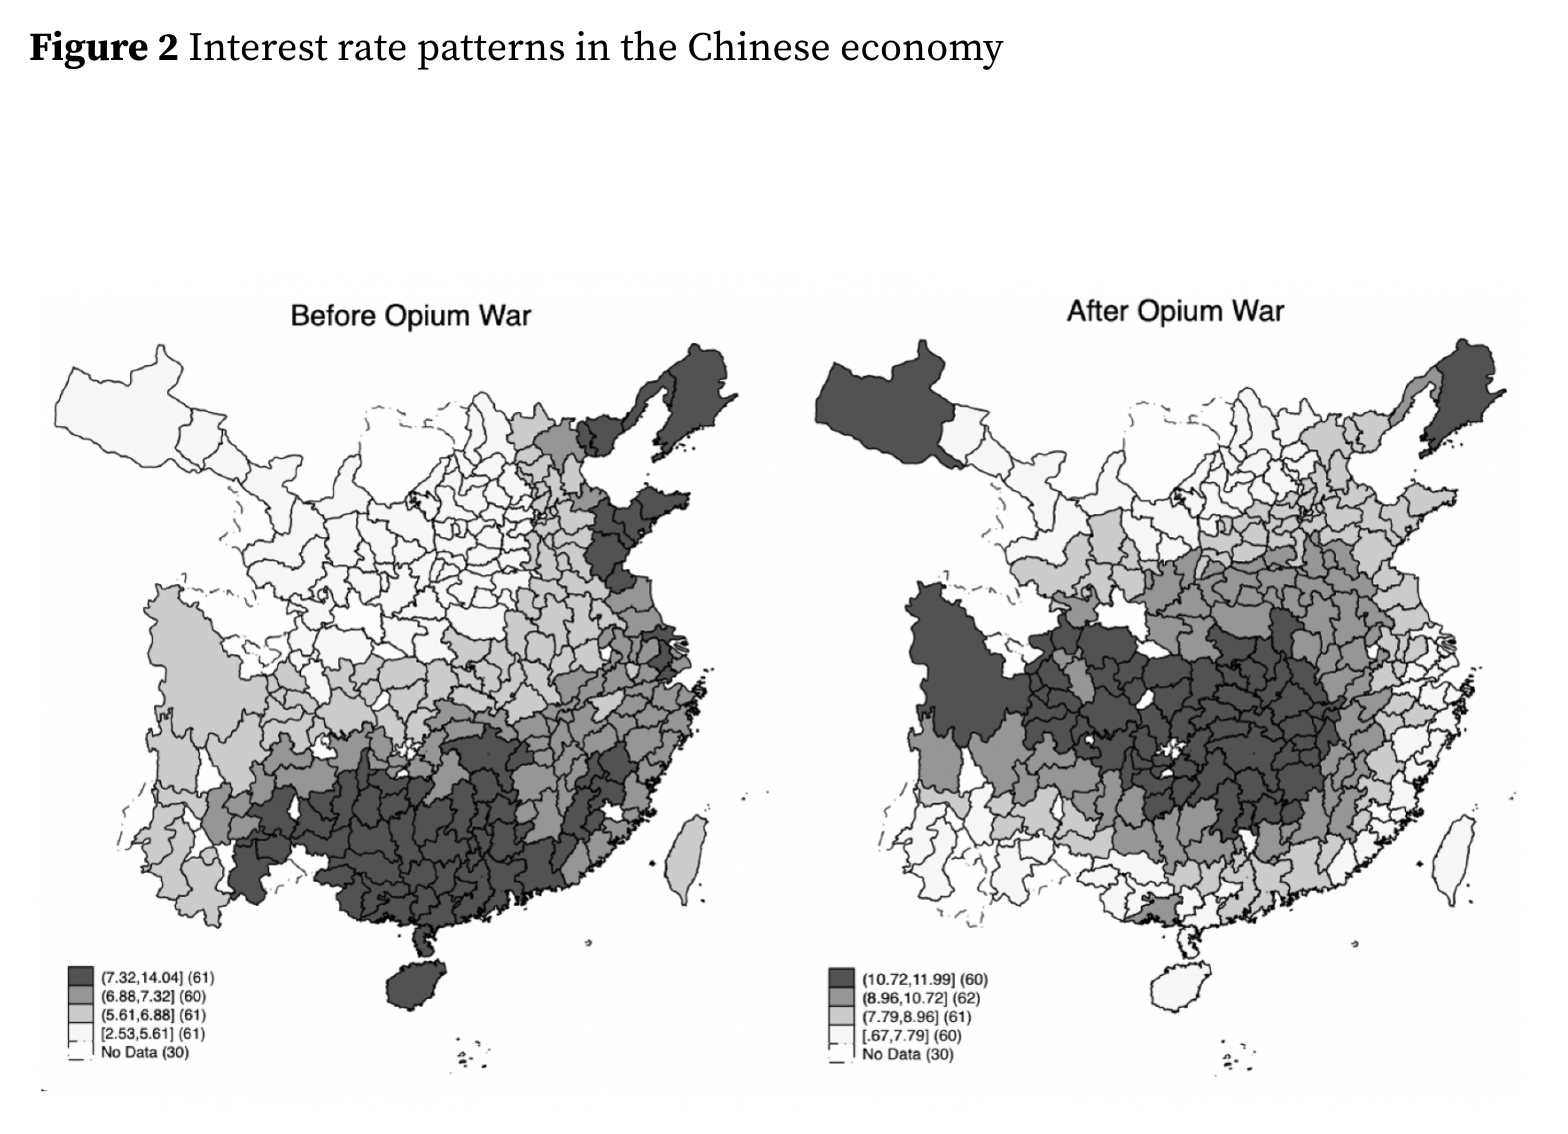 Figure 2 Interest rate patterns in the Chinese economy
Before Opium War
After Opium War
(7.32,14.04] (61)
(6.88,7.32] (60)
(5.61,6.88] (61)
[2.53,5.61] (61)
No Data (30)
(10.72,11.99] (60)
(8.96,10.72] (62)
(7.79,8.96] (61)
[.67,7.79] (60)
No Data (30)